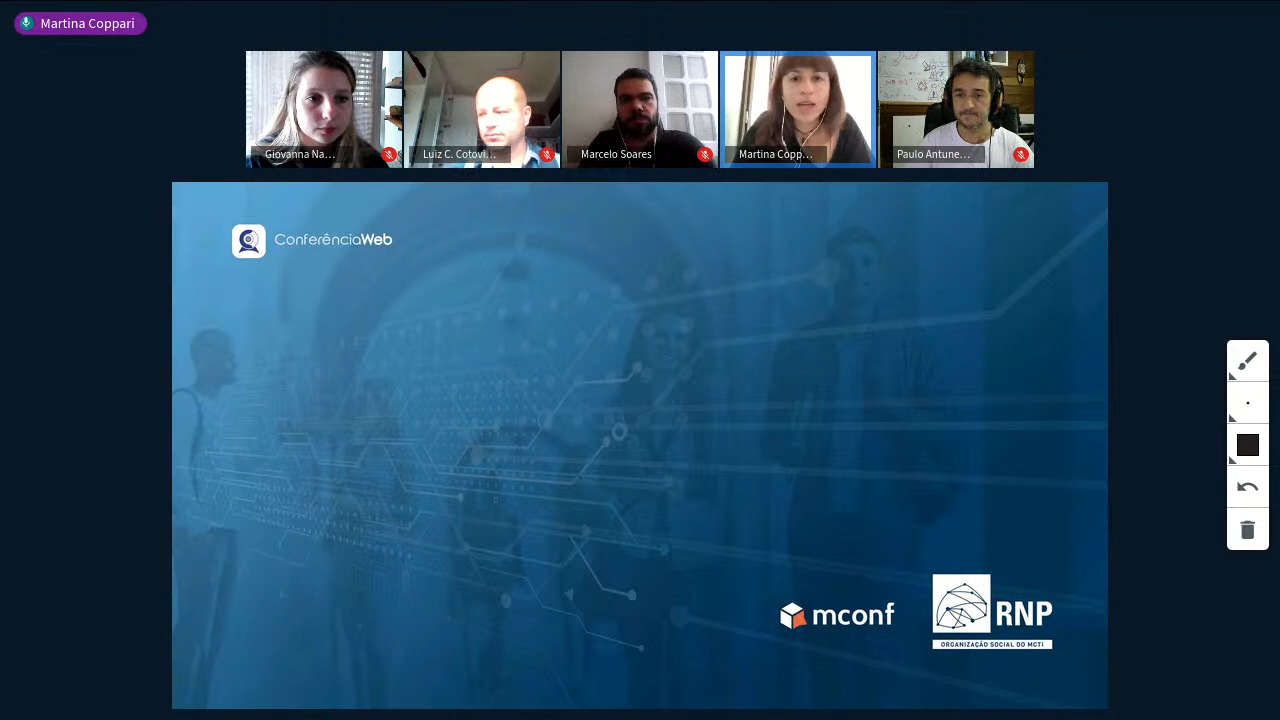 Martina Coppari
Giovanna Na...
Luiz C. Cotovi...
Marcelo Soares
Martina Copp...
Paulo Antune...
ConferênciaWeb
mconf
RNP
ORGANIZAÇÃO SOCIAL DO MCTI